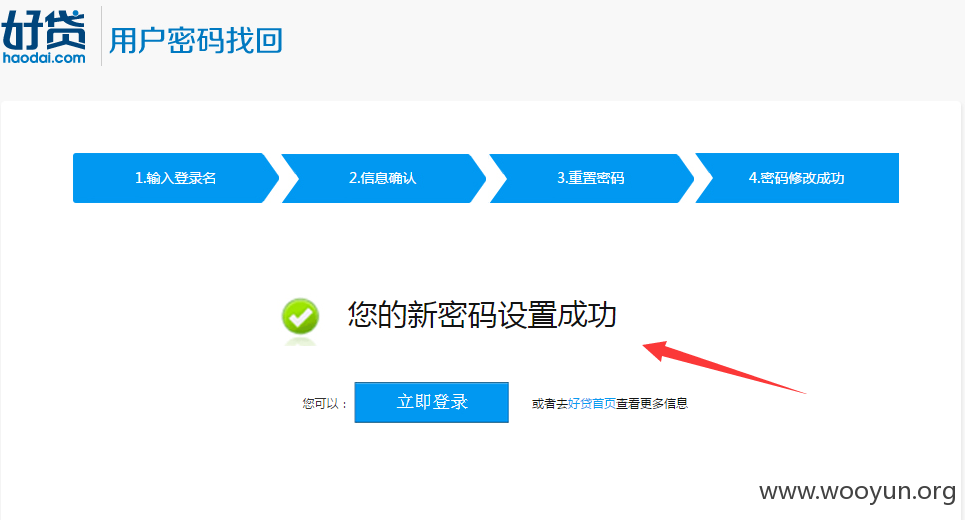 好贷
haodai.com
用户密码找回
1.输入登录名
2.信息确认
3.重置密码
4.密码修改成功
您的新密码设置成功
您可以：
立即登录
或者去好贷首页查看更多信息
www.wooyun.org